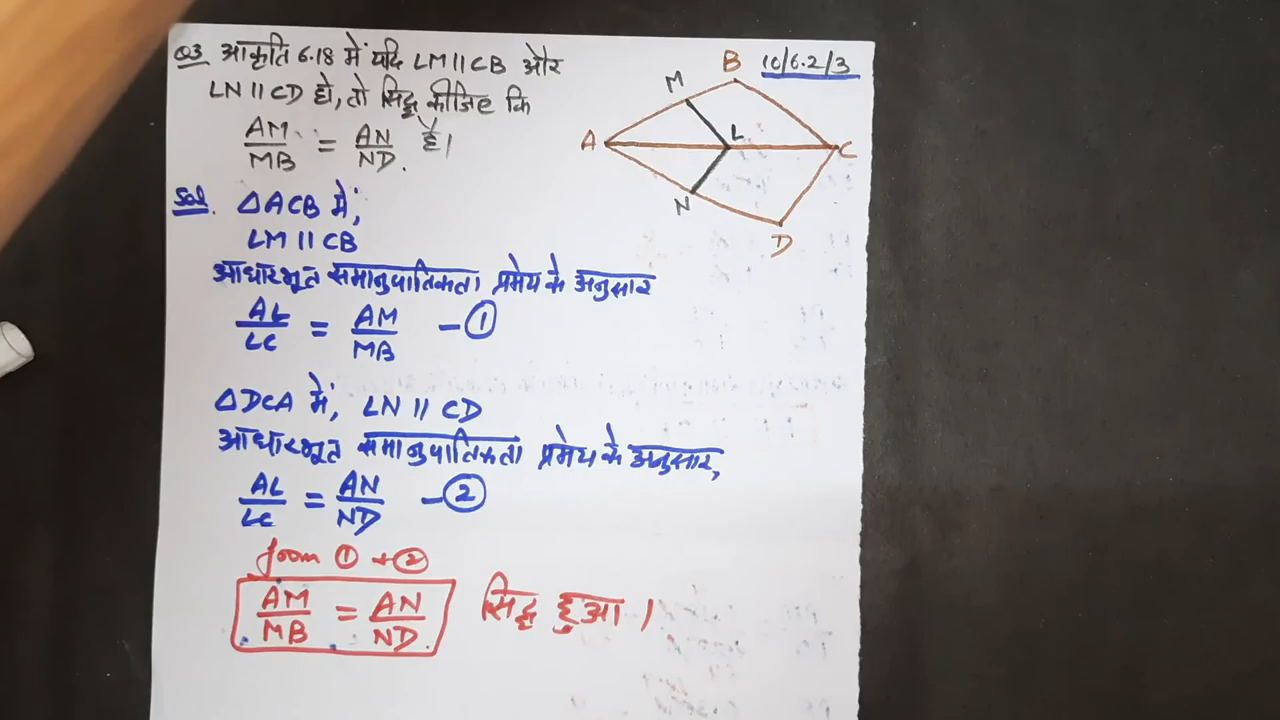 Q3 आकृति 6.18 में यदि LM || CB और
LN || CD हो, तो सिद्ध कीजिए कि
AM/MB = AN/ND है।
10/6.2/3
B
M
A
L
C
N
D
Sol. ΔACB में,
LM || CB
आधारभूत समानुपातिकता प्रमेय के अनुसार
AL/LC = AM/MB - ①
ΔDCA में, LN || CD
आधारभूत समानुपातिकता प्रमेय के अनुसार,
AL/LC = AN/ND - ②
from ① + ②
AM/MB = AN/ND सिद्ध हुआ।